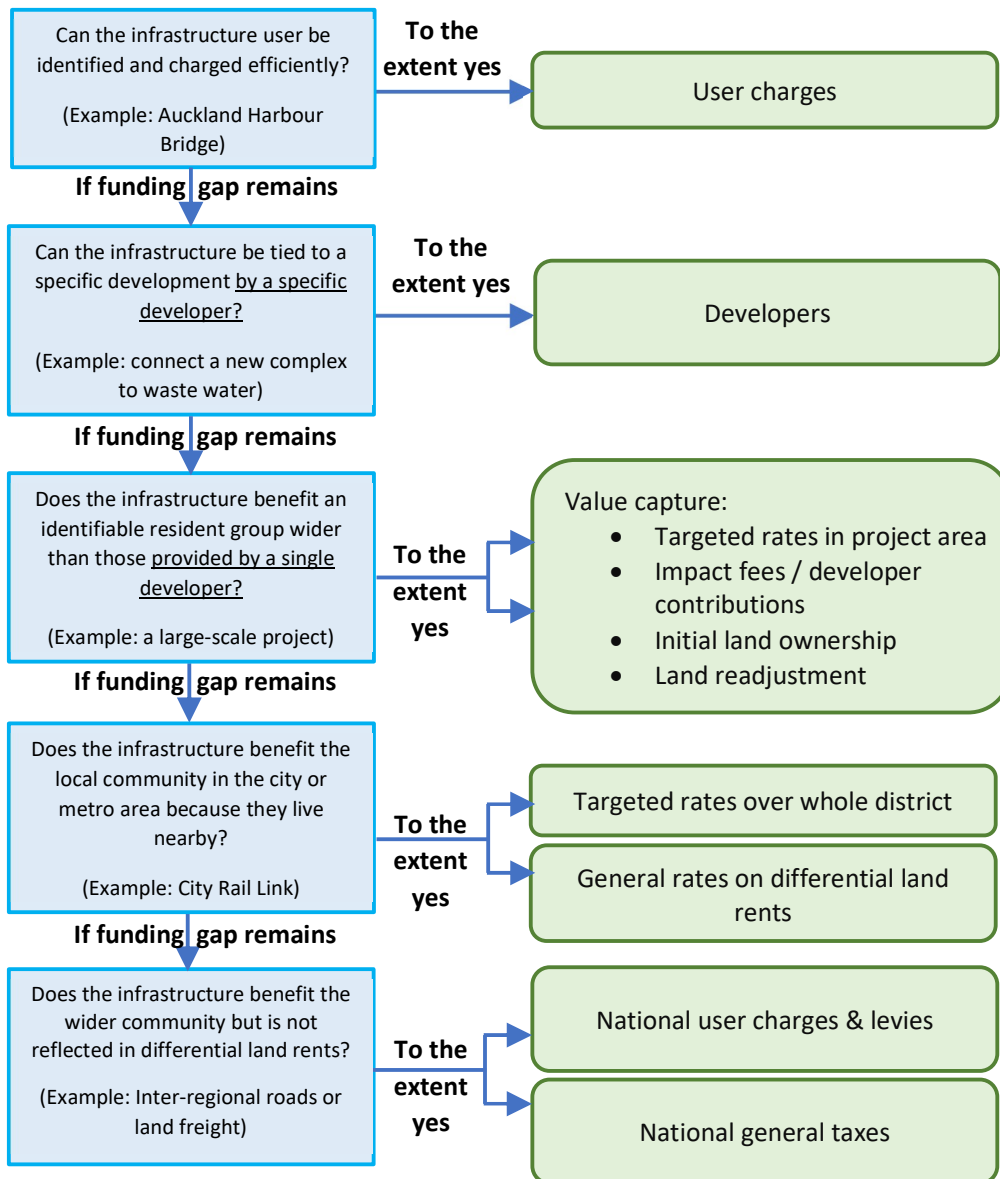 Can the infrastructure user be
identified and charged efficiently?
(Example: Auckland Harbour
Bridge)
To the
extent yes
User charges
If funding gap remains
Can the infrastructure be tied to a
specific development by a specific
developer?
(Example: connect a new complex
to waste water)
To the
extent yes
Developers
If funding gap remains
Does the infrastructure benefit an
identifiable resident group wider
than those provided by a single
developer?
(Example: a large-scale project)
To the
extent
yes
Value capture:
• Targeted rates in project area
• Impact fees / developer
contributions
• Initial land ownership
• Land readjustment
If funding gap remains
Does the infrastructure benefit the
local community in the city or
metro area because they live
nearby?
(Example: City Rail Link)
To the
extent
yes
Targeted rates over whole district
General rates on differential land
rents
If funding gap remains
Does the infrastructure benefit the
wider community but is not
reflected in differential land rents?
(Example: Inter-regional roads or
land freight)
To the
extent
yes
National user charges & levies
National general taxes